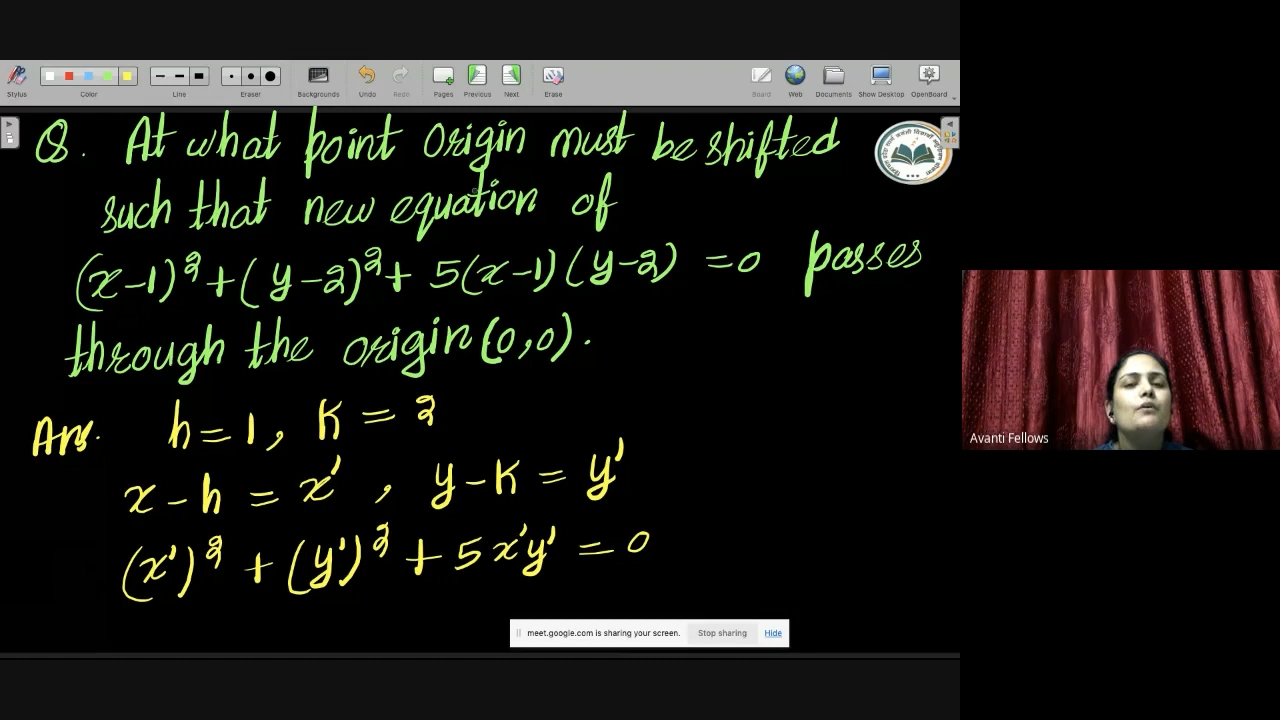 Stylus Color Line Eraser Backgrounds Undo Redo Pages Previous Next Erase Board Web Documents Show Desktop OpenBoard
Q. At what point origin must be shifted
such that new equation of
(x-1)² + (y-2)² + 5(x-1)(y-2) = 0 passes
through the origin (0,0).
Ans. h = 1, k = 2
x - h = x' , y - k = y'
(x')² + (y')² + 5x'y' = 0
Avanti Fellows
meet.google.com is sharing your screen. Stop sharing Hide